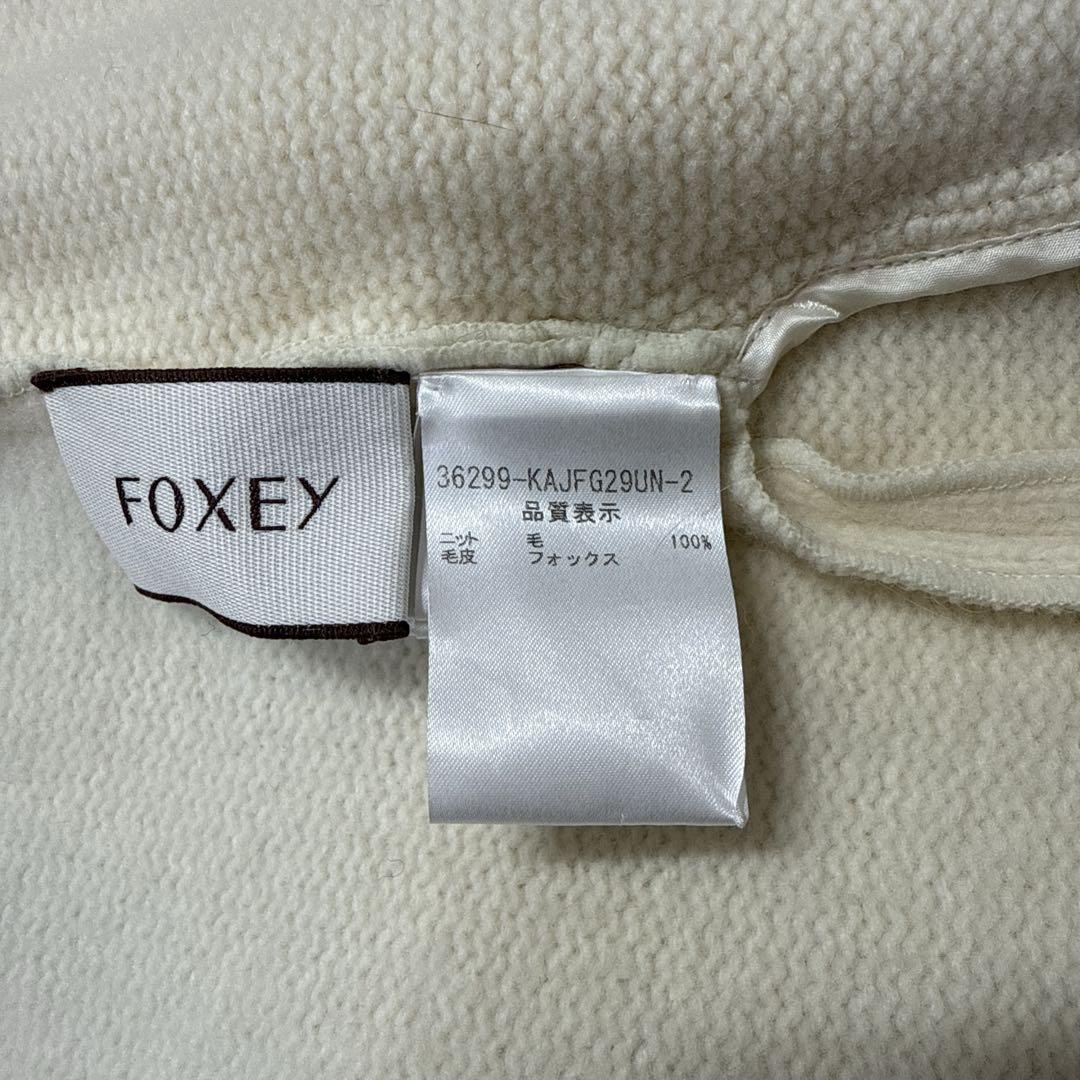 FOXEY
36299-KAJFG29UN-2
品質表示
ニット 毛 100%
毛皮 フォックス